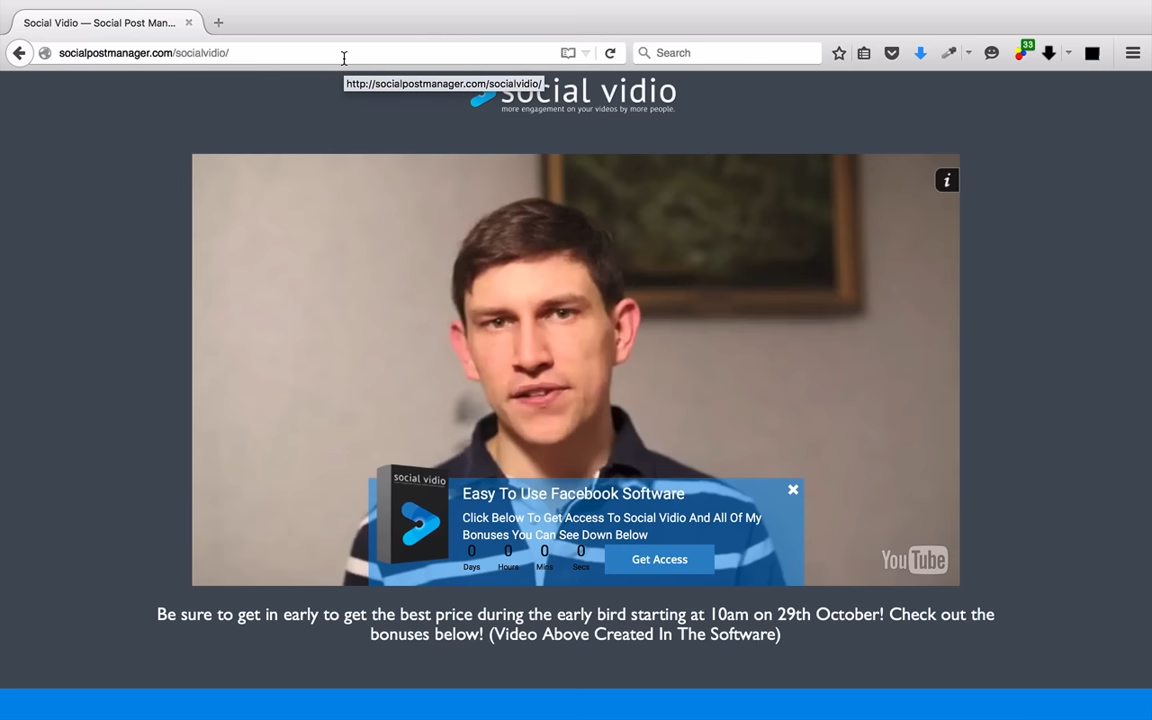 Social Vidio — Social Post Man...
socialpostmanager.com/socialvidio/
Search
33
http://socialpostmanager.com/socialvidio/
social vidio
more engagement on your videos by more people.
i
social vidio
Easy To Use Facebook Software
Click Below To Get Access To Social Vidio And All Of My
Bonuses You Can See Down Below
0 0 0 0
Days Hours Mins Secs
Get Access
YouTube
Be sure to get in early to get the best price during the early bird starting at 10am on 29th October! Check out the
bonuses below! (Video Above Created In The Software)